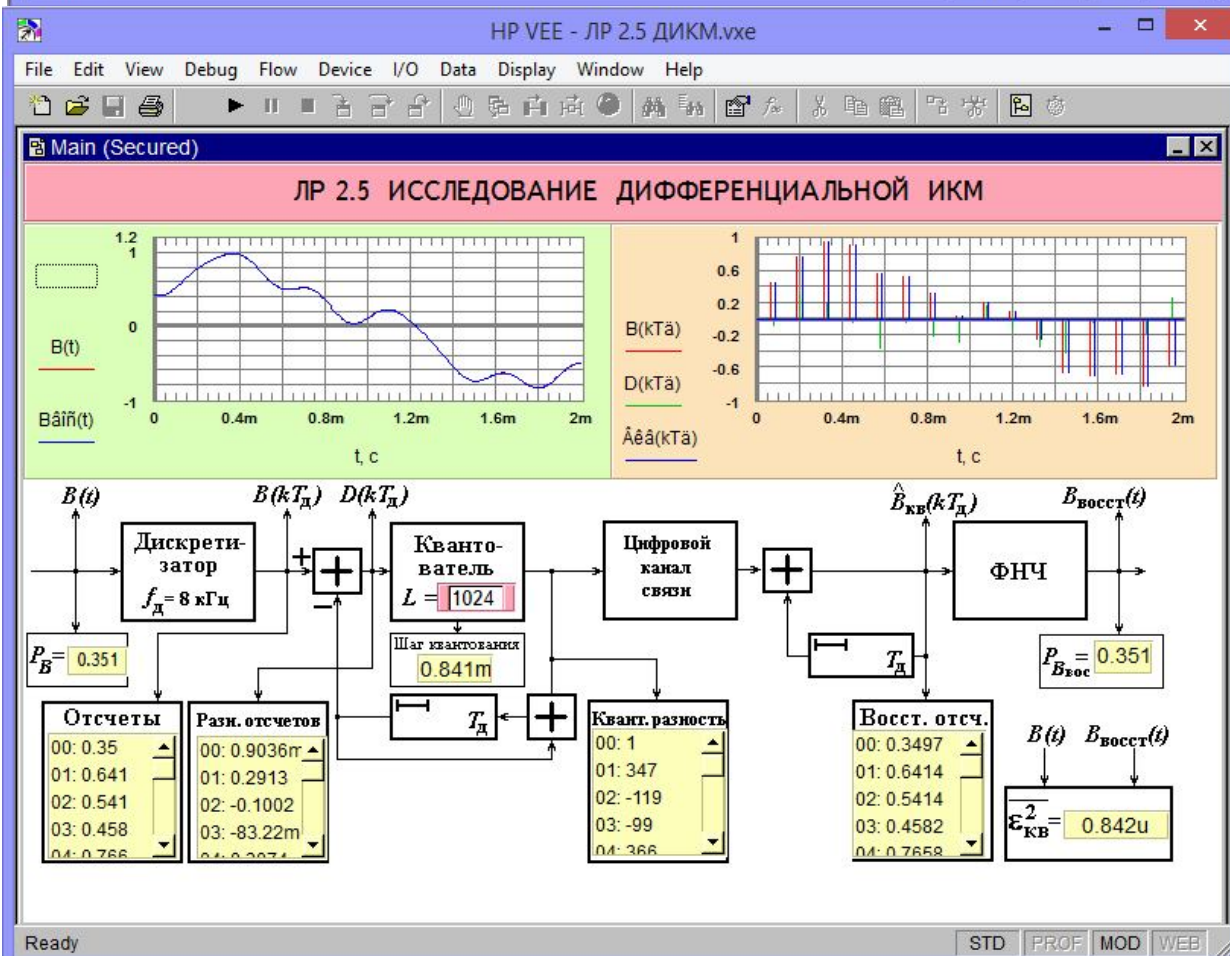 HP VEE - ЛР 2.5 ДИКМ.vxe
File Edit View Debug Flow Device I/O Data Display Window Help
Main (Secured)
ЛР 2.5 ИССЛЕДОВАНИЕ ДИФФЕРЕНЦИАЛЬНОЙ ИКМ
1.2
1
0
-1
B(t)
Bâîñ(t)
0 0.4m 0.8m 1.2m 1.6m 2m
t, c
1
0.6
0.2
-0.2
-0.6
-1
B(kTä)
D(kTä)
Âêâ(kTä)
0 0.4m 0.8m 1.2m 1.6m 2m
t, c
B(t)
B(kTд)
D(kTд)
B̂кв(kTд)
Bвосст(t)
Дискрети-
затор
fд= 8 кГц
+
+
−
Кванто-
ватель
L = 1024
Цифровой
канал
связи
+
ФНЧ
PB= 0.351
Шаг квантования
0.841m
Tд
+
Tд
PBвос = 0.351
Отсчеты
00: 0.35
01: 0.641
02: 0.541
03: 0.458
04: 0.766
Разн. отсчетов
00: 0.9036m
01: 0.2913
02: -0.1002
03: -83.22m
Квант. разность
00: 1
01: 347
02: -119
03: -99
04: 366
Восст. отсч.
00: 0.3497
01: 0.6414
02: 0.5414
03: 0.4582
04: 0.7658
B(t) Bвосст(t)
ε²кв= 0.842u
Ready
STD PROF MOD WEB